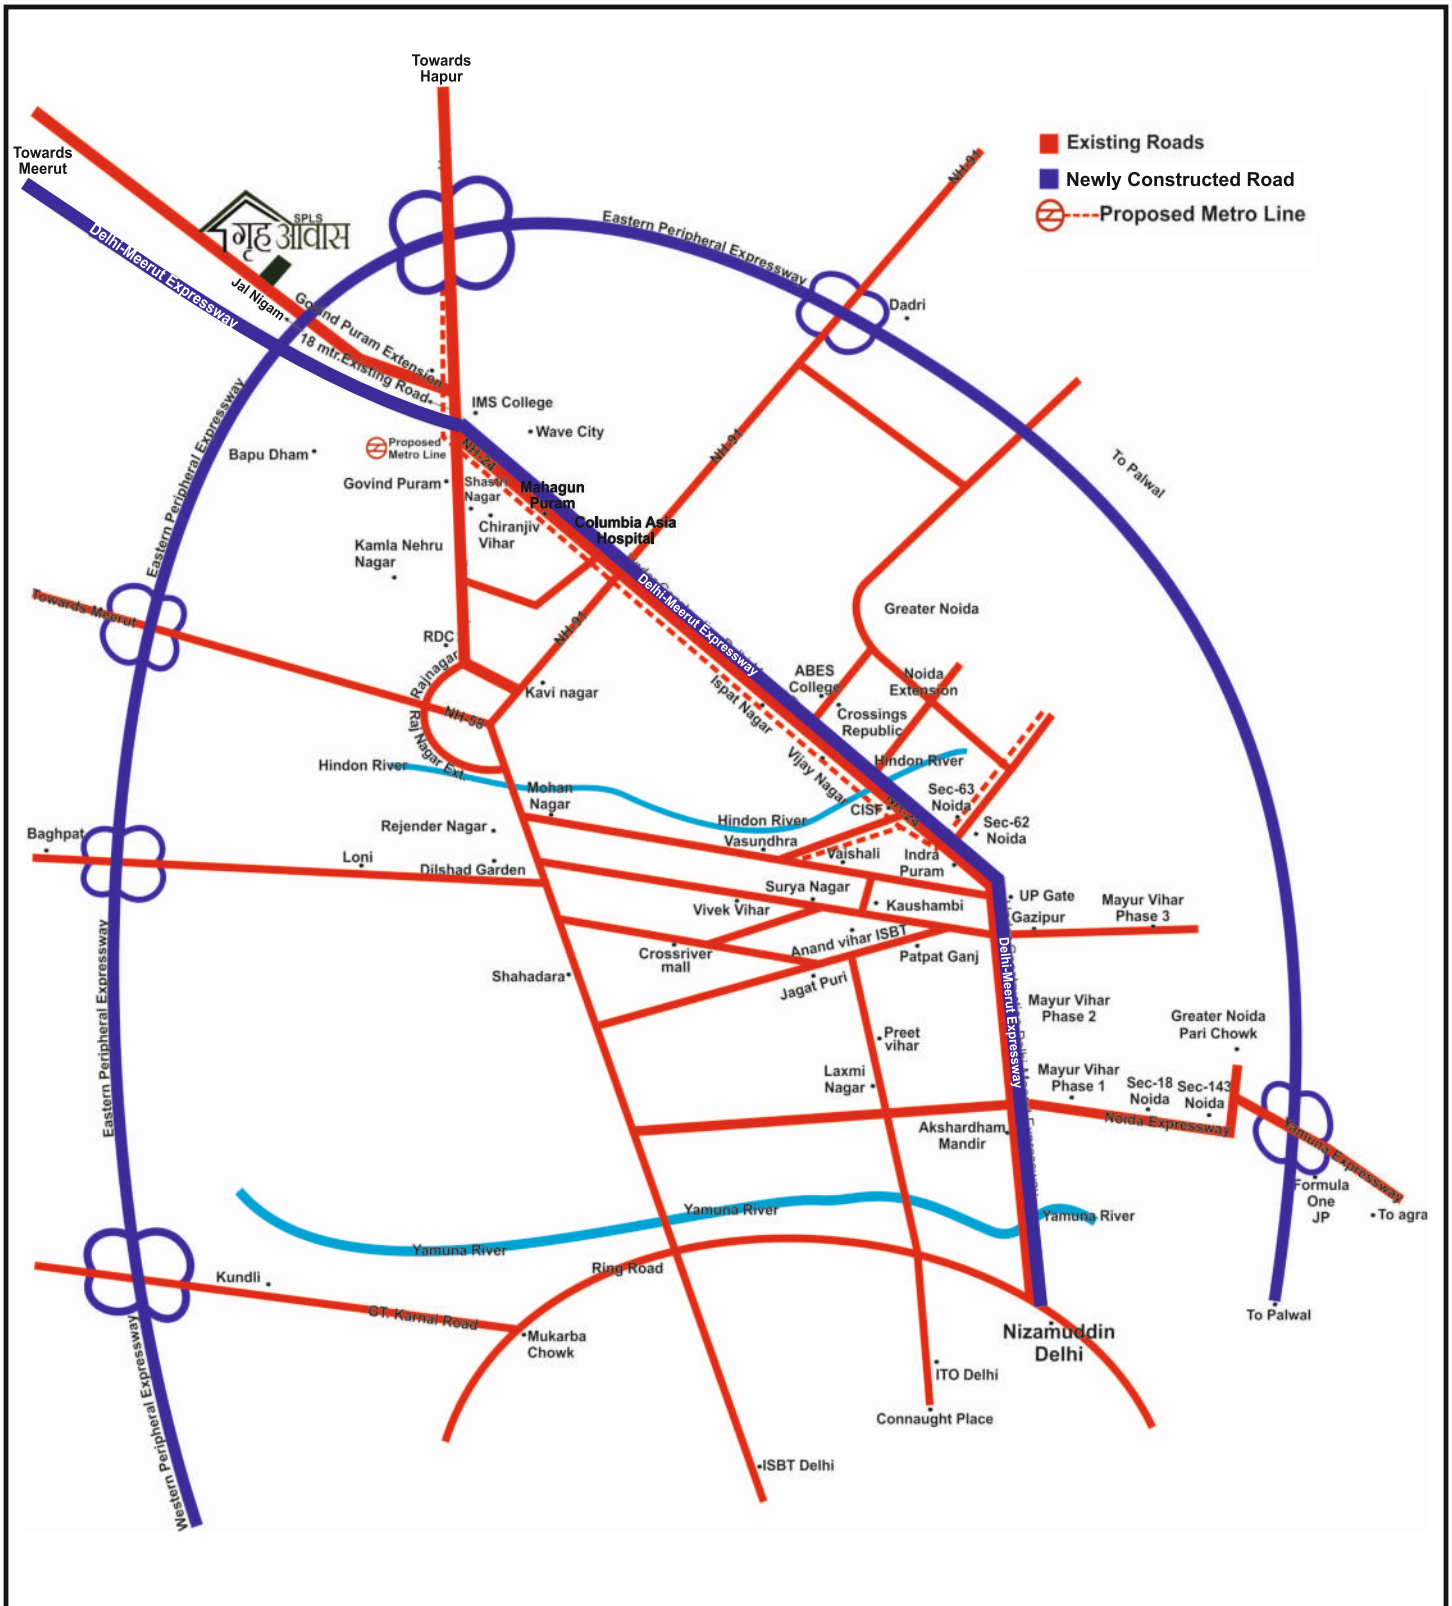 Towards
Hapur
Existing Roads
Newly Constructed Road
Proposed Metro Line
Towards
Meerut
NH-91
SPLS
गृह आवास
Eastern Peripheral Expressway
Delhi-Meerut Expressway
Jal Nigam
Govind Puram Extension
18 mtr.Existing Road
Dadri
Eastern Peripheral Expressway
IMS College
Wave City
Bapu Dham
Proposed
Metro Line
NH-24
NH-91
To Palwal
Govind Puram
Shastri
Nagar
Mahagun
Puram
Chiranjiv
Vihar
Columbia Asia
Hospital
Kamla Nehru
Nagar
Delhi-Meerut Expressway
Towards Meerut
Greater Noida
NH-91
RDC
Rajnagar
Kavi nagar
NH-58
Raj Nagar Ext.
Ispat Nagar
ABES
College
Noida
Extension
Crossings
Republic
Vijay Nagar
Hindon River
Hindon River
Mohan
Nagar
Hindon River
CISF
NH-24
Sec-63
Noida
Sec-62
Noida
Baghpat
Rejender Nagar
Vasundhra
Loni
Dilshad Garden
Vaishali
Indra
Puram
Surya Nagar
Vivek Vihar
Kaushambi
UP Gate
Gazipur
Mayur Vihar
Phase 3
Crossriver
mall
Anand vihar ISBT
Patpat Ganj
Delhi-Meerut Expressway
Shahadara
Jagat Puri
Eastern Peripheral Expressway
Mayur Vihar
Phase 2
Greater Noida
Pari Chowk
Preet
vihar
Laxmi
Nagar
Mayur Vihar
Phase 1
Sec-18
Noida
Sec-143
Noida
Noida Expressway
Akshardham
Mandir
Yamuna Expressway
Formula
One
JP
To agra
Yamuna River
Yamuna River
Yamuna River
Ring Road
Kundli
GT. Karnal Road
Mukarba
Chowk
Nizamuddin
Delhi
To Palwal
Western Peripheral Expressway
ITO Delhi
Connaught Place
ISBT Delhi